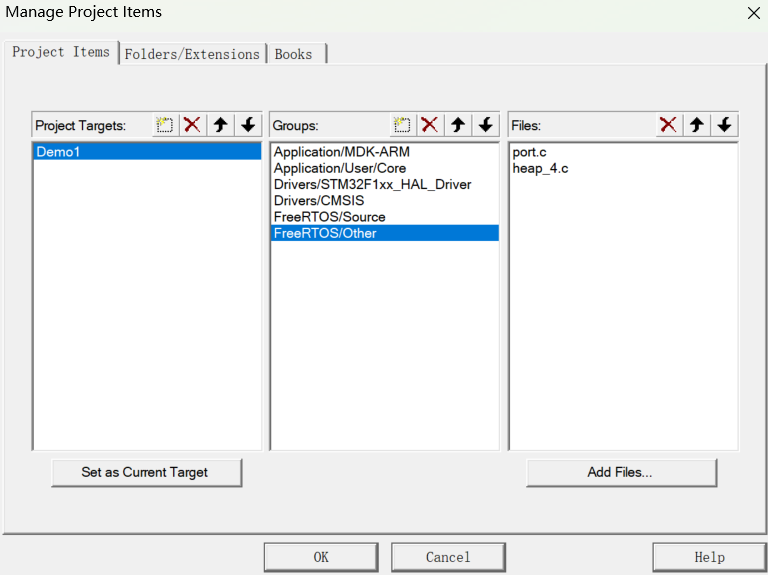 Manage Project Items
Project Items Folders/Extensions Books
Project Targets: Groups: Files:
Demo1
Application/MDK-ARM
Application/User/Core
Drivers/STM32F1xx_HAL_Driver
Drivers/CMSIS
FreeRTOS/Source
FreeRTOS/Other
port.c
heap_4.c
Set as Current Target Add Files...
OK Cancel Help